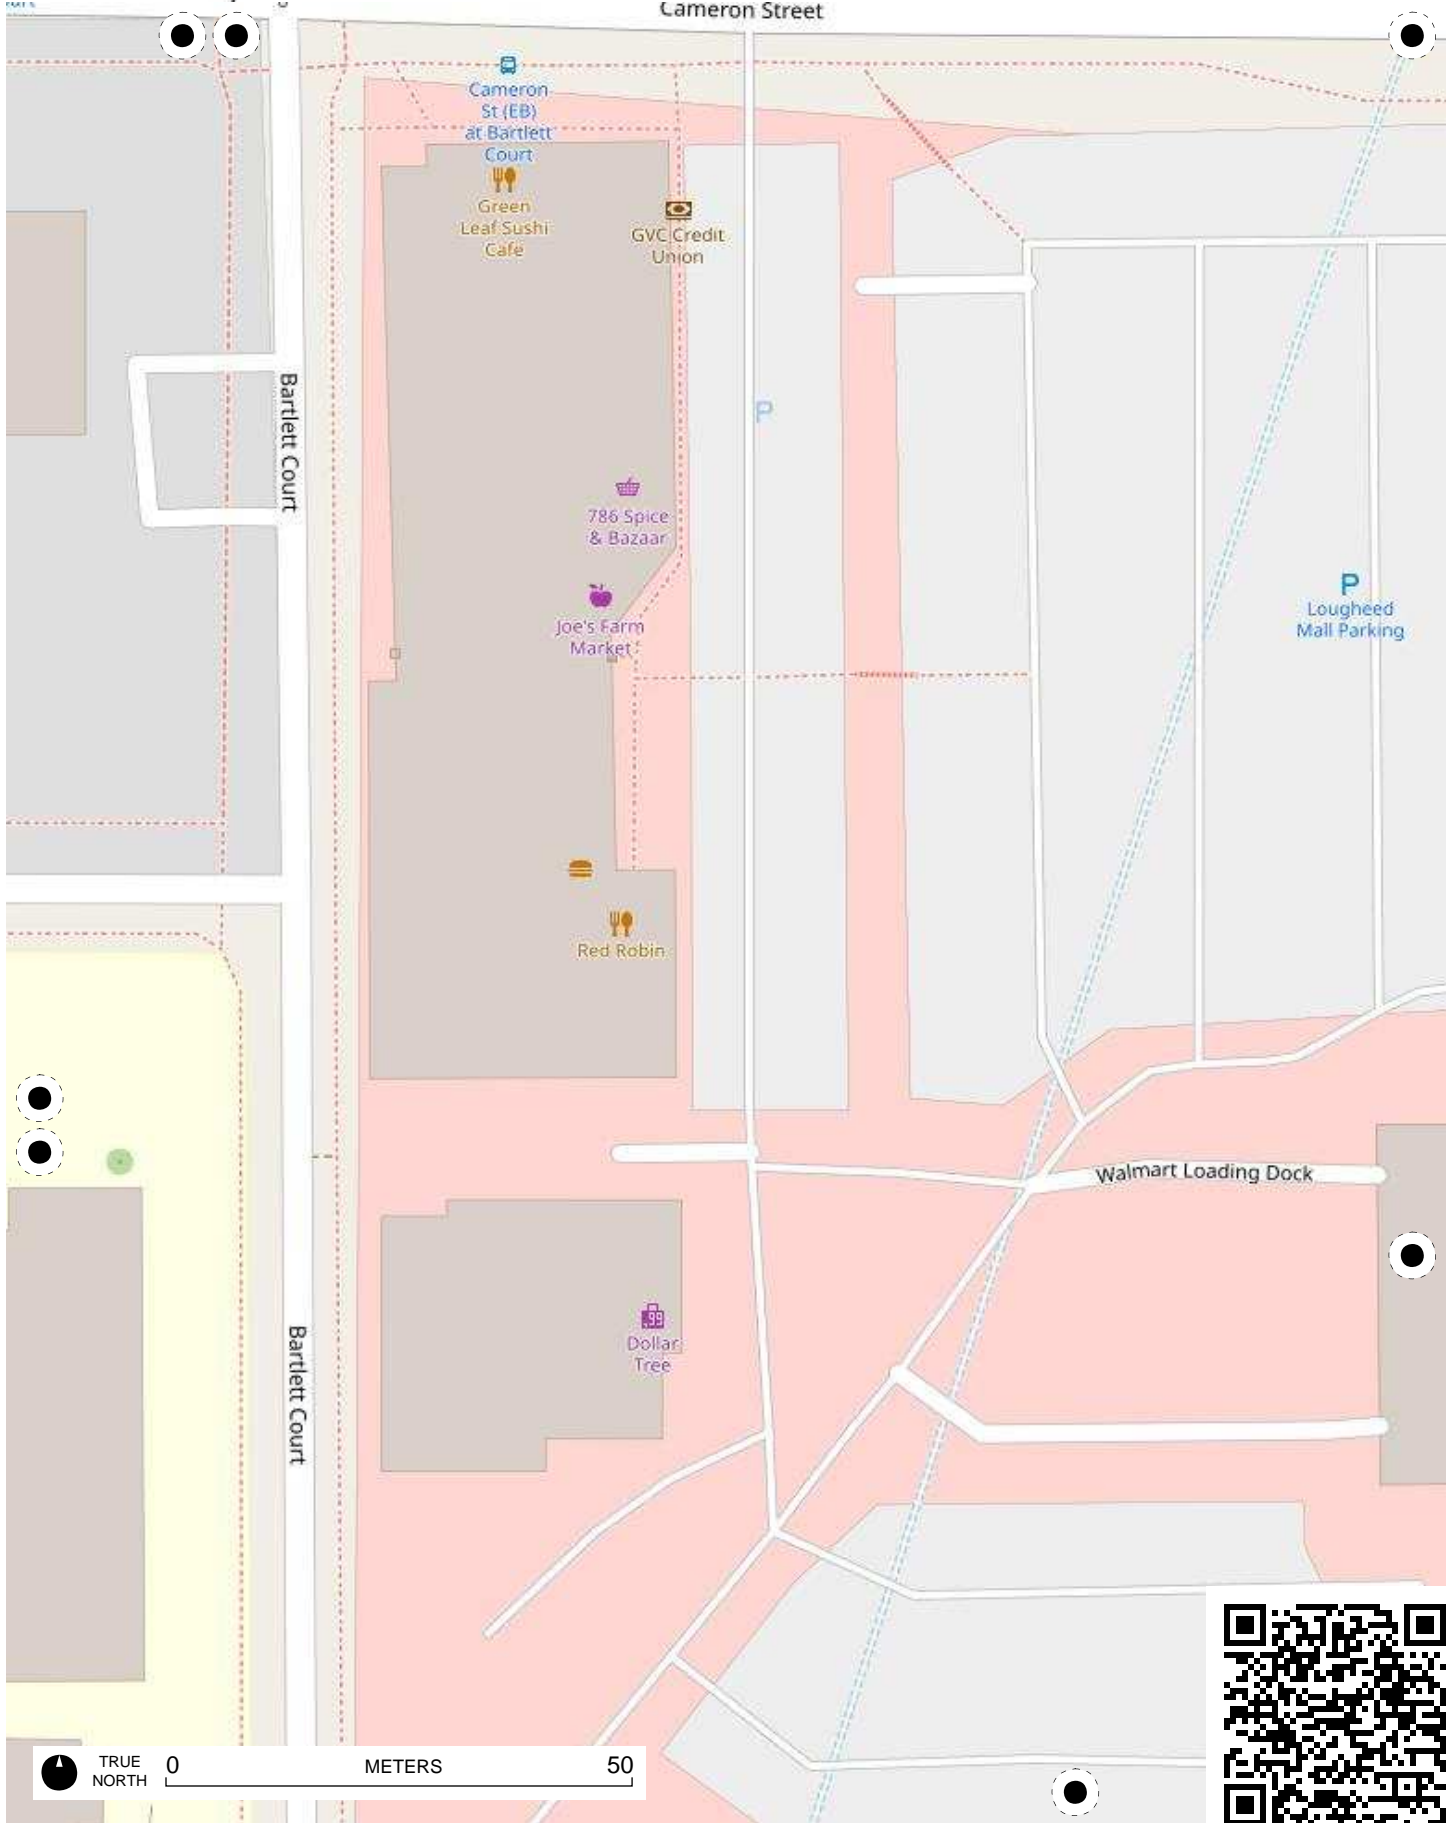 Cameron Street
Cameron
St (EB)
at Bartlett
Court
Green
Leaf Sushi
Cafe
GVC Credit
Union
P
Bartlett Court
786 Spice
& Bazaar
P
Lougheed
Mall Parking
Joe's Farm
Market
Red Robin
Walmart Loading Dock
.99
Dollar
Tree
Bartlett Court
TRUE
NORTH
0
METERS
50